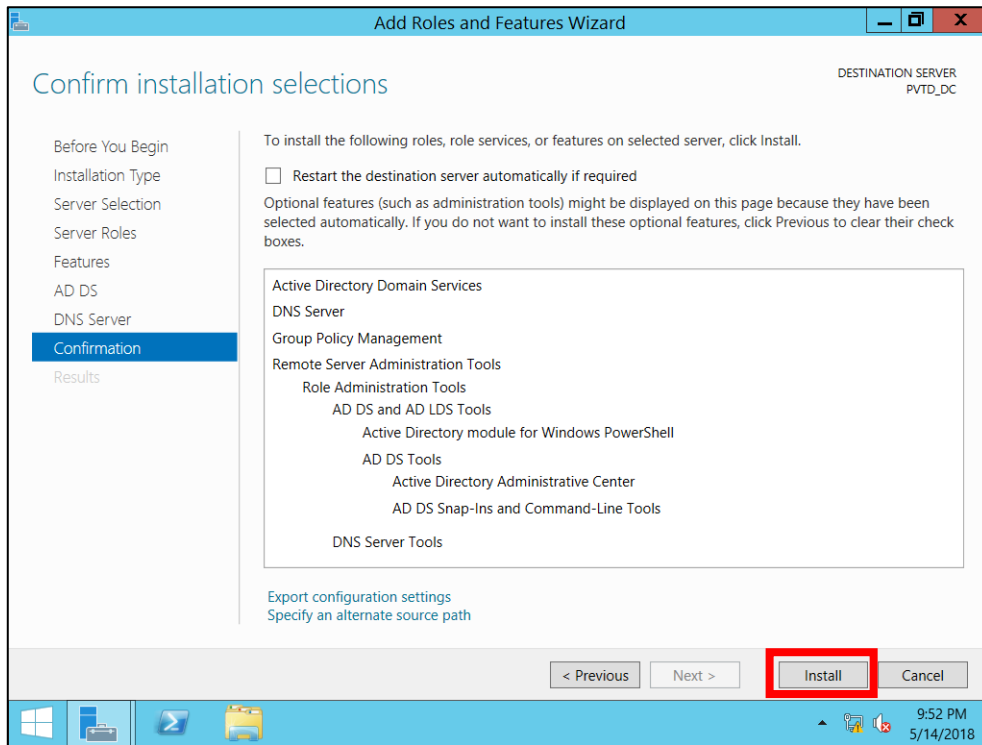 Add Roles and Features Wizard
Confirm installation selections
DESTINATION SERVER
PVTD_DC
Before You Begin
Installation Type
Server Selection
Server Roles
Features
AD DS
DNS Server
Confirmation
Results
To install the following roles, role services, or features on selected server, click Install.
Restart the destination server automatically if required
Optional features (such as administration tools) might be displayed on this page because they have been
selected automatically. If you do not want to install these optional features, click Previous to clear their check
boxes.
Active Directory Domain Services
DNS Server
Group Policy Management
Remote Server Administration Tools
Role Administration Tools
AD DS and AD LDS Tools
Active Directory module for Windows PowerShell
AD DS Tools
Active Directory Administrative Center
AD DS Snap-Ins and Command-Line Tools
DNS Server Tools
Export configuration settings
Specify an alternate source path
< Previous
Next >
Install
Cancel
9:52 PM
5/14/2018